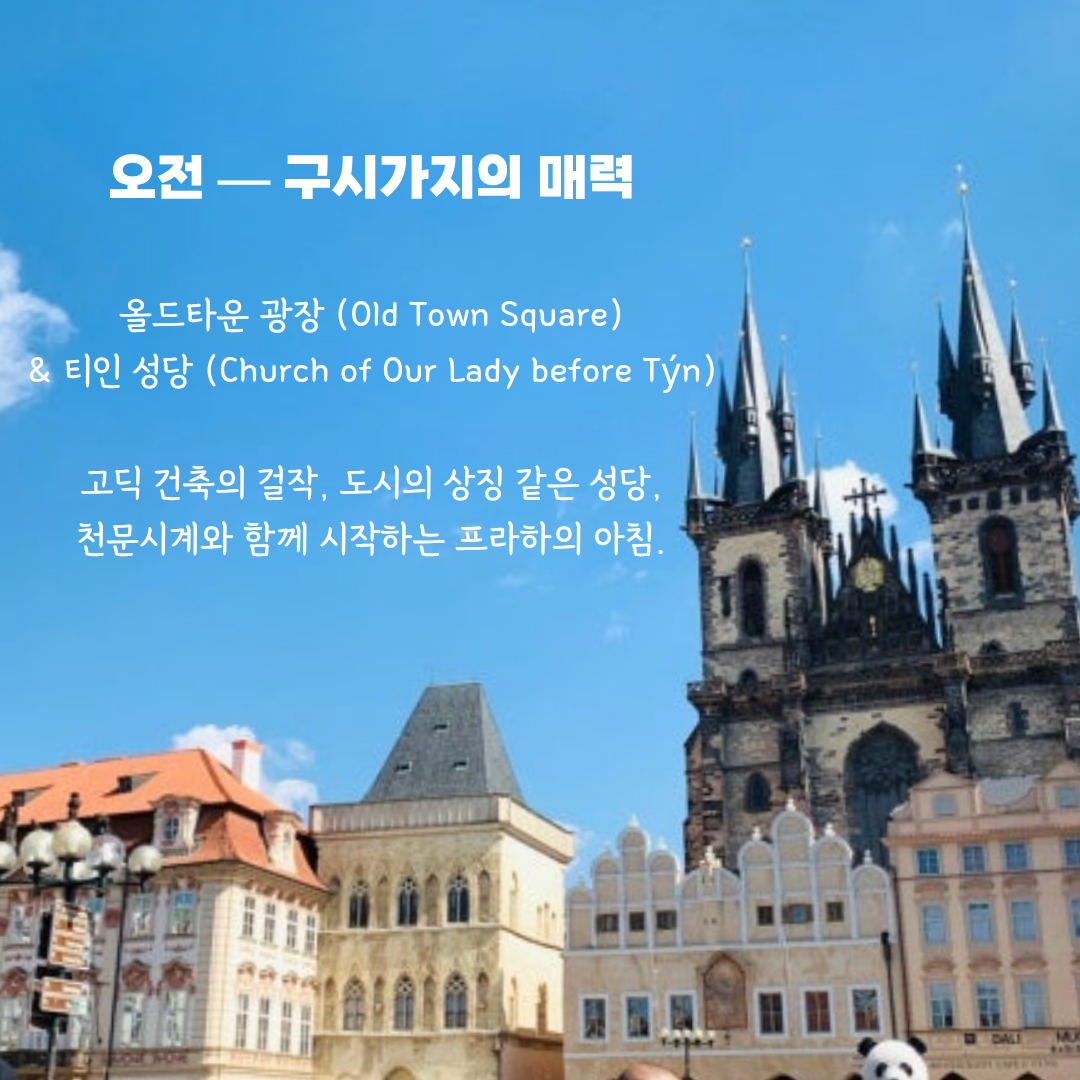 오전 — 구시가지의 매력
올드타운 광장 (Old Town Square)
& 티인 성당 (Church of Our Lady before Týn)
고딕 건축의 걸작, 도시의 상징 같은 성당,
천문시계와 함께 시작하는 프라하의 아침.
DALI